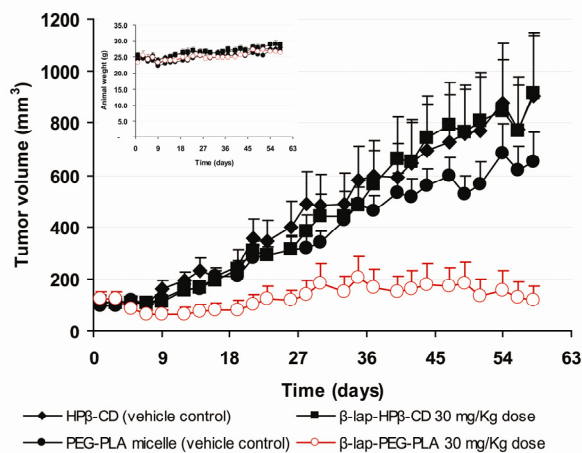 1200
1000
800
600
400
200
0
Tumor volume (mm³)
0 9 18 27 36 45 54 63
Time (days)
35.0
30.0
25.0
20.0
15.0
10.0
5.0
-
Animal weight (g)
0 9 18 27 36 45 54 63
Time (days)
HPβ-CD (vehicle control) β-lap-HPβ-CD 30 mg/Kg dose
PEG-PLA micelle (vehicle control) β-lap-PEG-PLA 30 mg/Kg dose